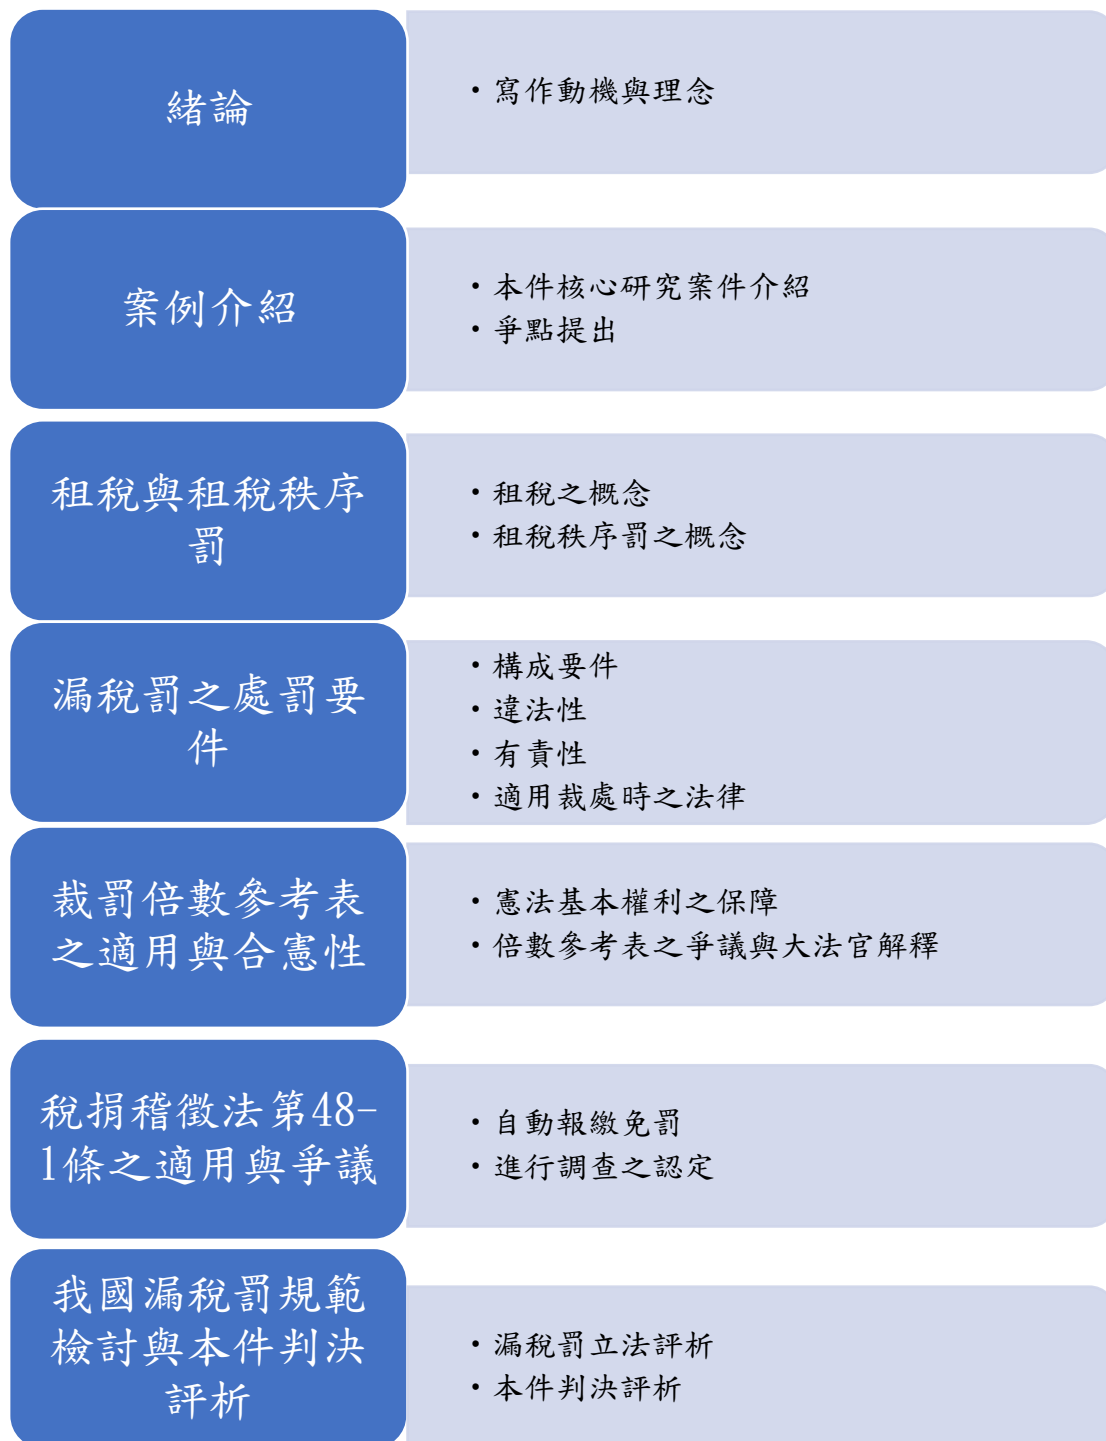 緒論
・寫作動機與理念
案例介紹
・本件核心研究案件介紹
・爭點提出
租稅與租稅秩序
罰
・租稅之概念
・租稅秩序罰之概念
漏稅罰之處罰要
件
・構成要件
・違法性
・有責性
・適用裁處時之法律
裁罰倍數參考表
之適用與合憲性
・憲法基本權利之保障
・倍數參考表之爭議與大法官解釋
稅捐稽徵法第48-
1條之適用與爭議
・自動報繳免罰
・進行調查之認定
我國漏稅罰規範
檢討與本件判決
評析
・漏稅罰立法評析
・本件判決評析